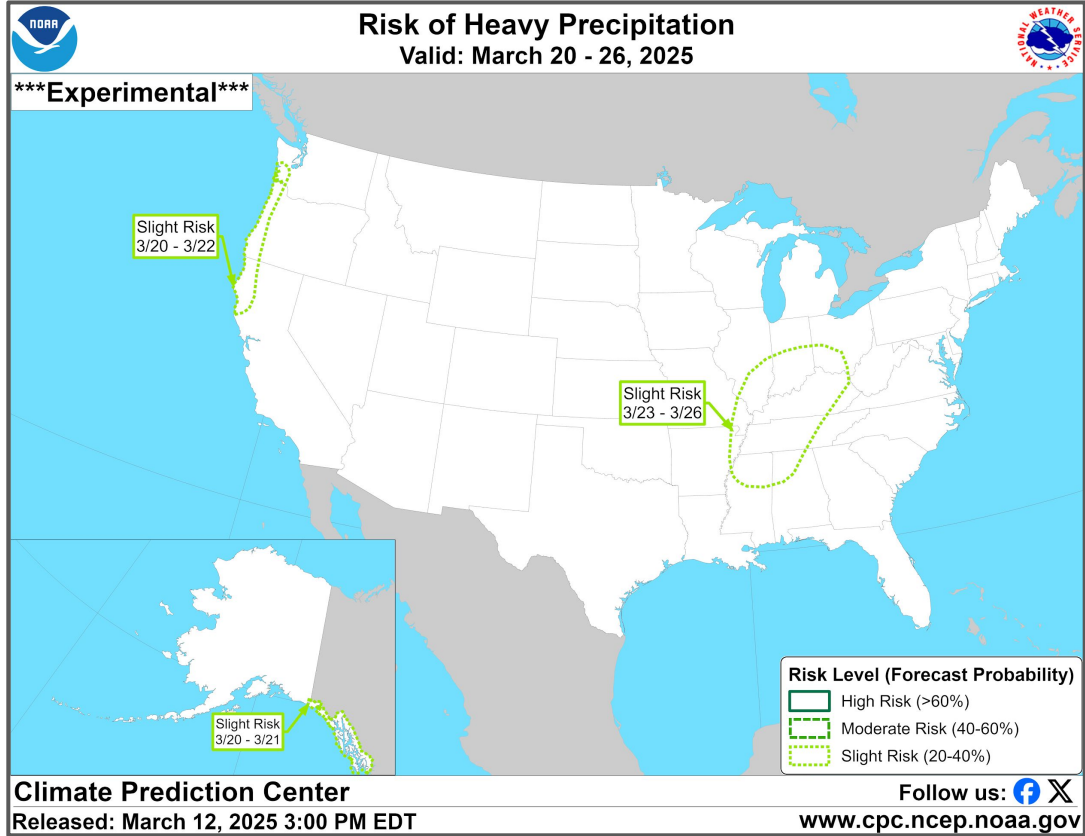 NOAA
Risk of Heavy Precipitation
Valid: March 20 - 26, 2025
NATIONAL WEATHER SERVICE
***Experimental***
Slight Risk
3/20 - 3/22
Slight Risk
3/23 - 3/26
Slight Risk
3/20 - 3/21
Risk Level (Forecast Probability)
High Risk (>60%)
Moderate Risk (40-60%)
Slight Risk (20-40%)
Climate Prediction Center
Follow us:
Released: March 12, 2025 3:00 PM EDT
www.cpc.ncep.noaa.gov